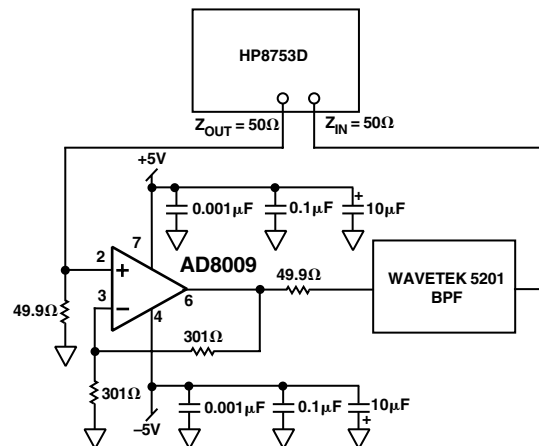 HP8753D
Z_OUT = 50Ω
Z_IN = 50Ω
+5V
+
0.001μF
0.1μF
10μF
7
2
+
AD8009
3
–
6
4
49.9Ω
49.9Ω
WAVETEK 5201
BPF
301Ω
301Ω
0.001μF
0.1μF
10μF
+
–5V